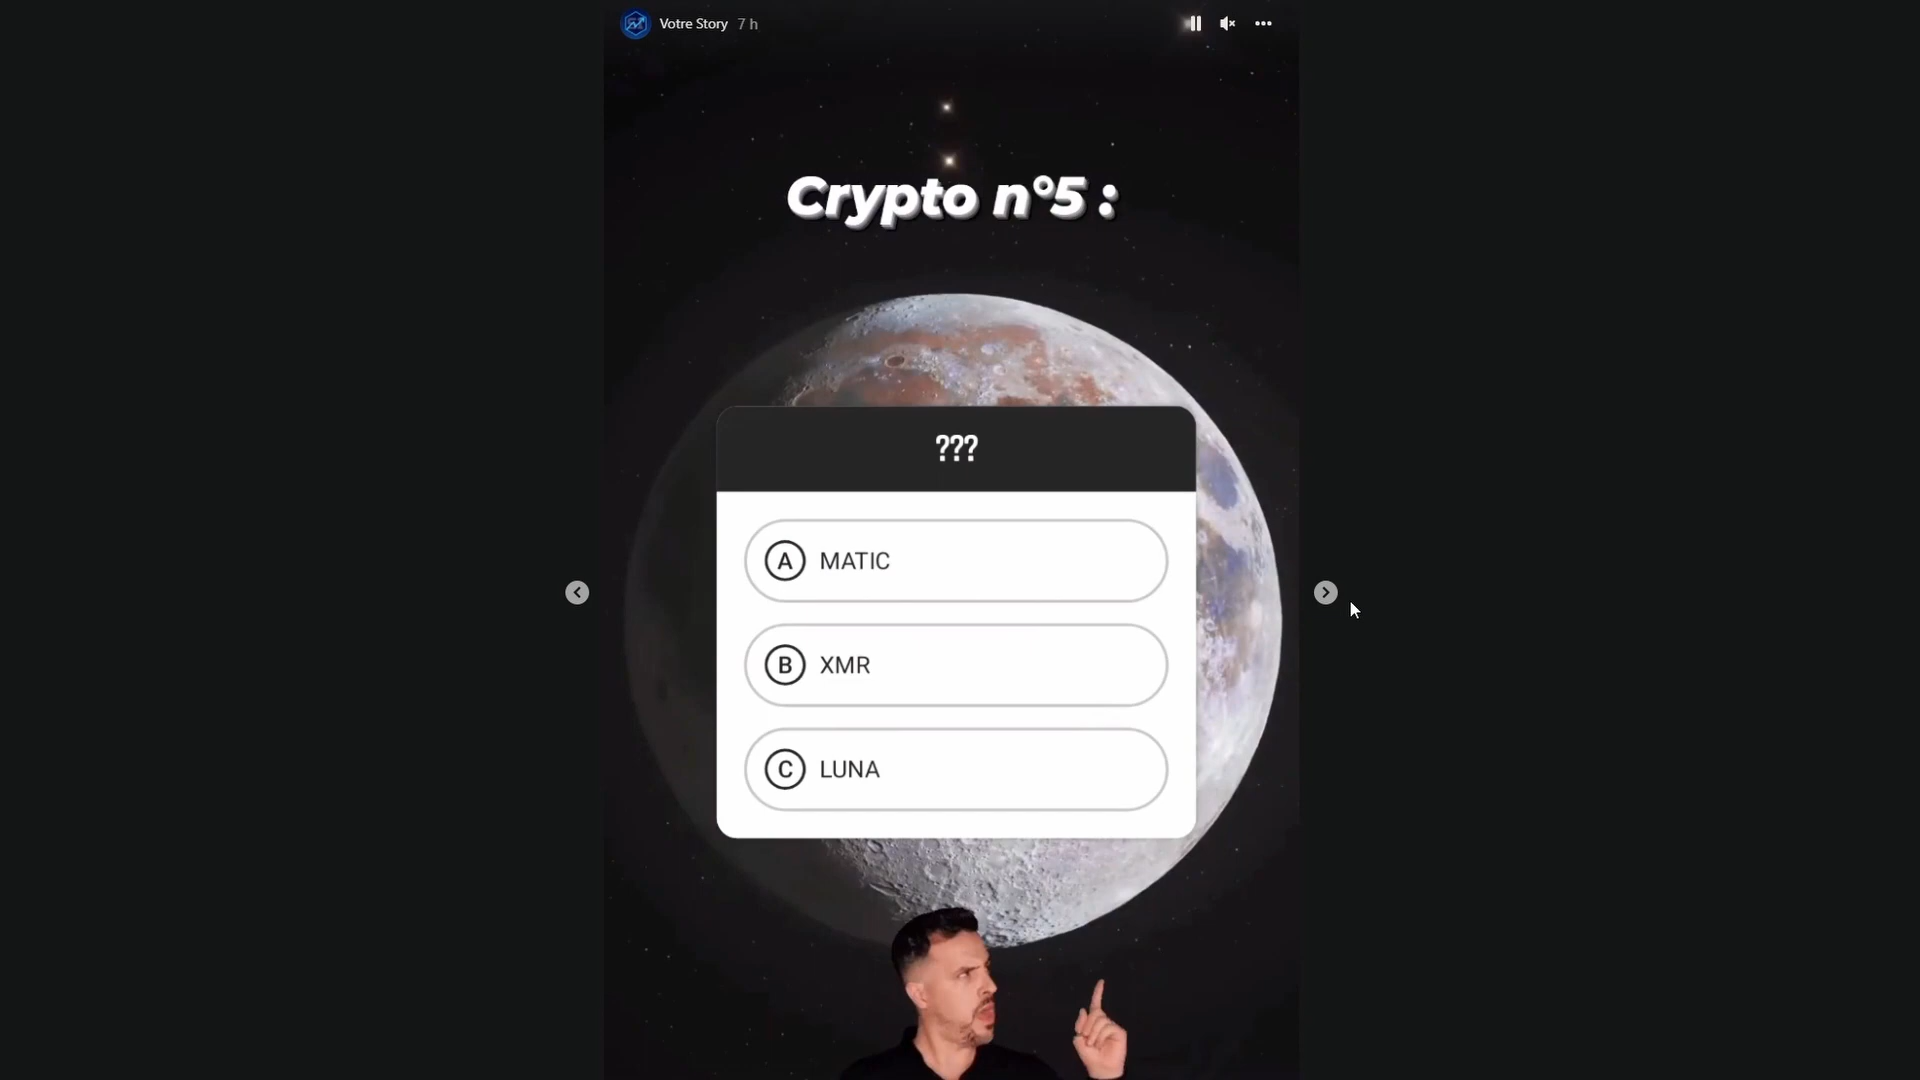 Votre Story 7 h
Crypto n°5 :
???
A MATIC
B XMR
C LUNA